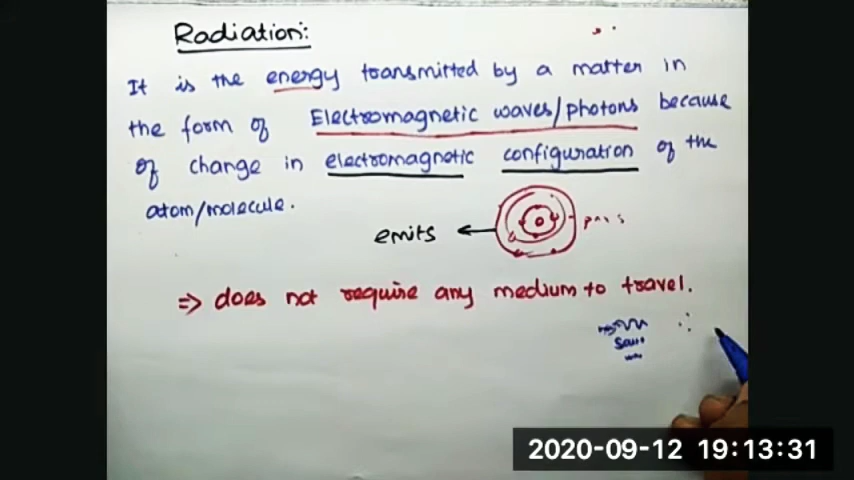 Radiation:
It is the energy transmitted by a matter in
the form of Electromagnetic waves/photons because
of change in electromagnetic configuration of the
atom/molecule.
emits
⇒ does not require any medium to travel.
2020-09-12 19:13:31